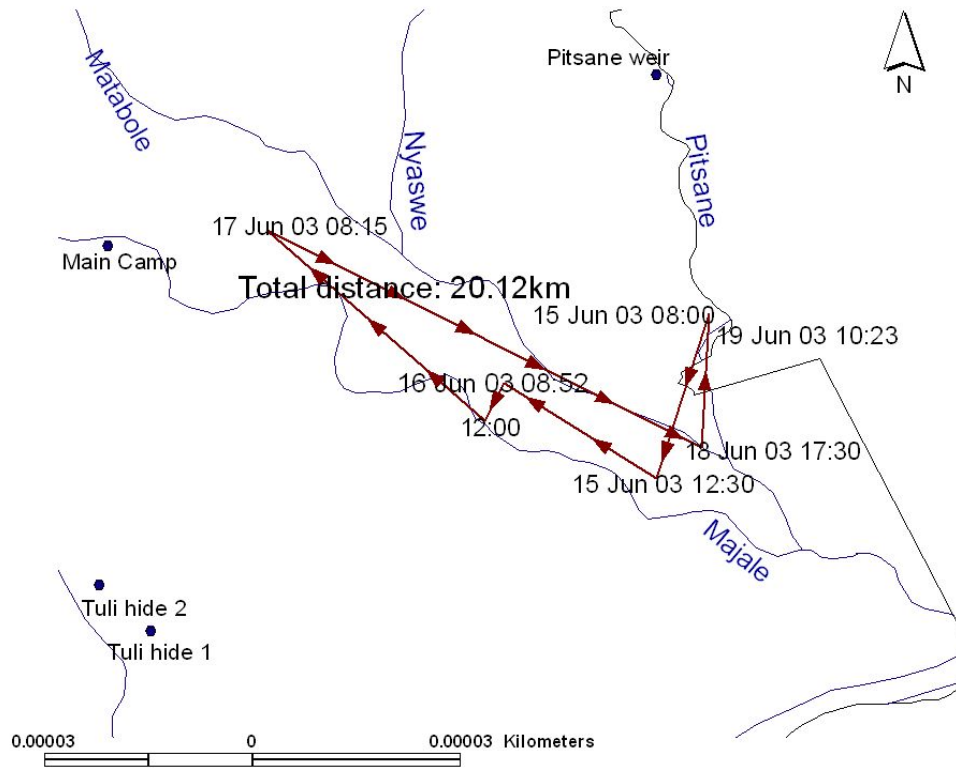 Pitsane weir
N
Matabole
Nyaswe
Pitsane
17 Jun 03 08:15
Main Camp
Total distance: 20.12km
15 Jun 03 08:00
19 Jun 03 10:23
16 Jun 03 08:52
12:00
18 Jun 03 17:30
15 Jun 03 12:30
Majale
Tuli hide 2
Tuli hide 1
0.00003 0 0.00003 Kilometers